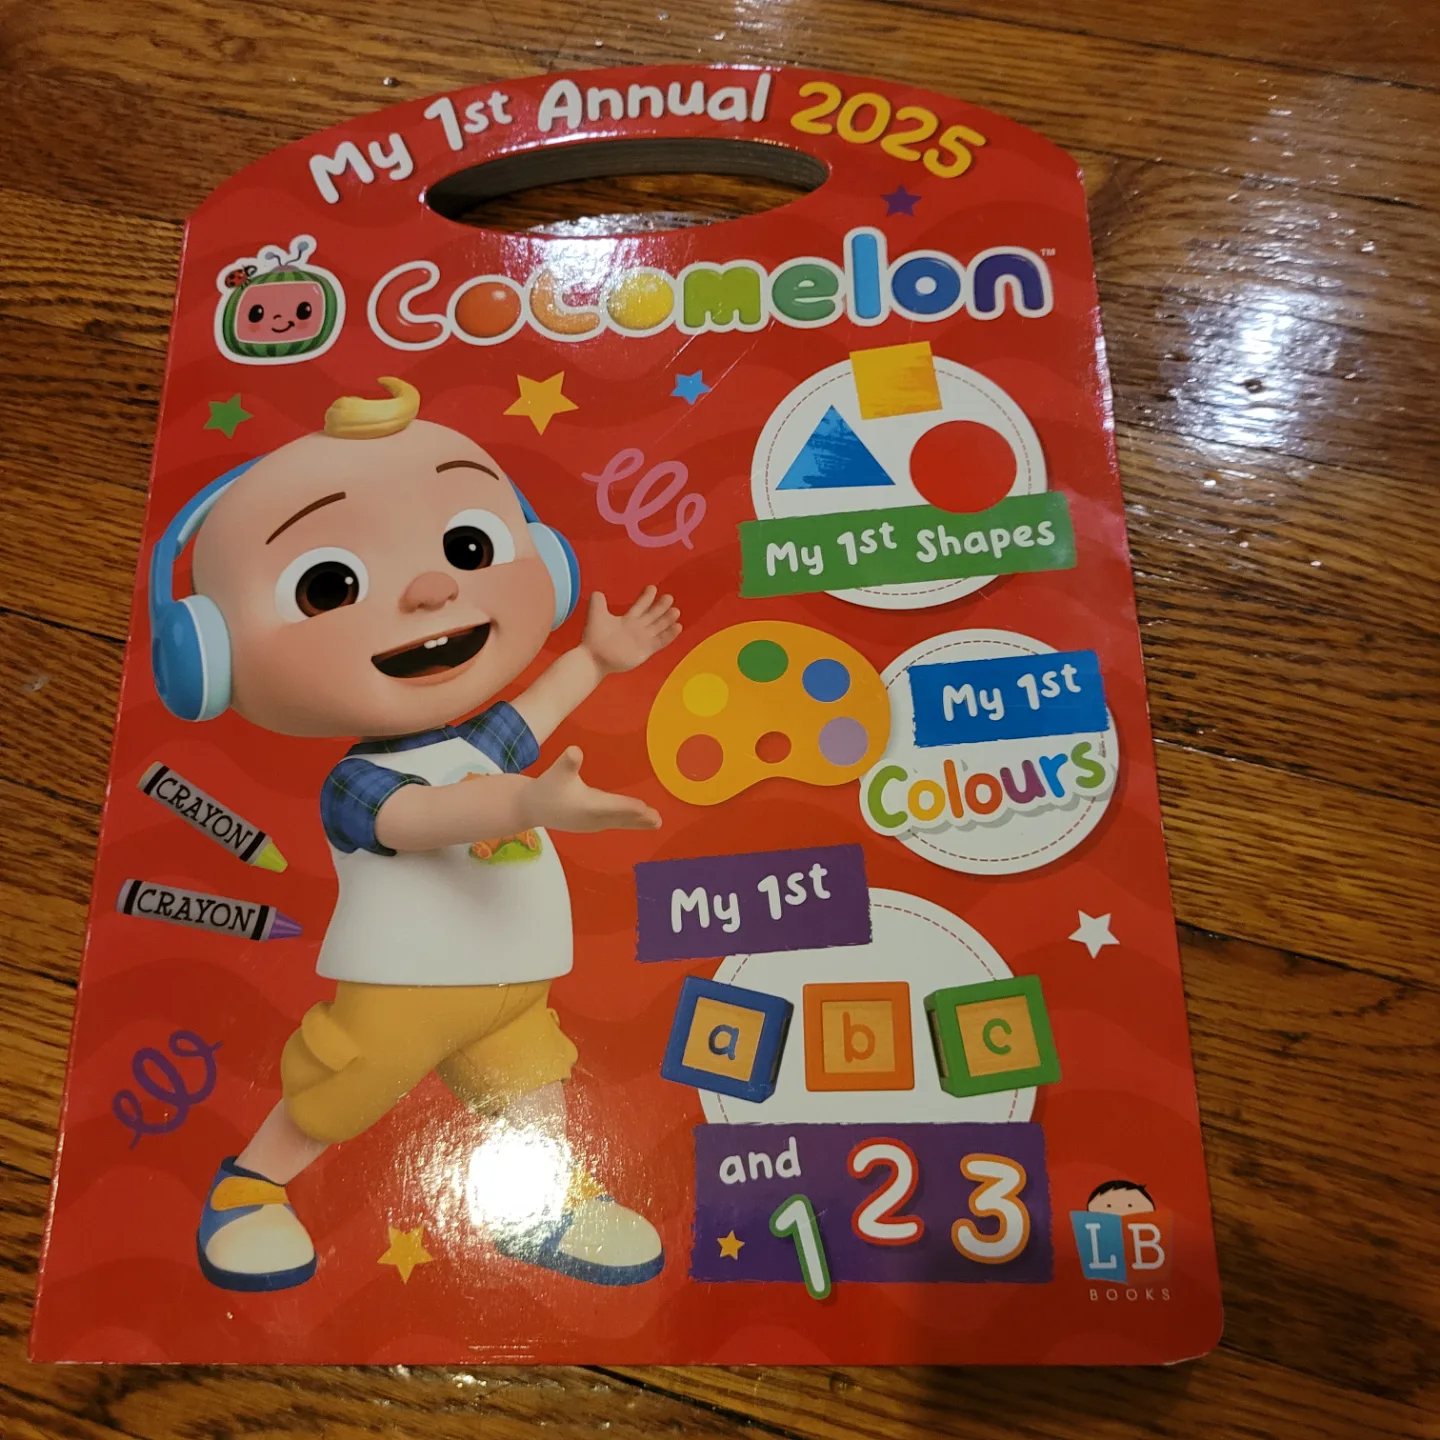 My 1st Annual 2025
Cocomelon™
My 1st Shapes
My 1st
Colours
CRAYON
CRAYON
My 1st
a b c
and
1 2 3
LB
BOOKS